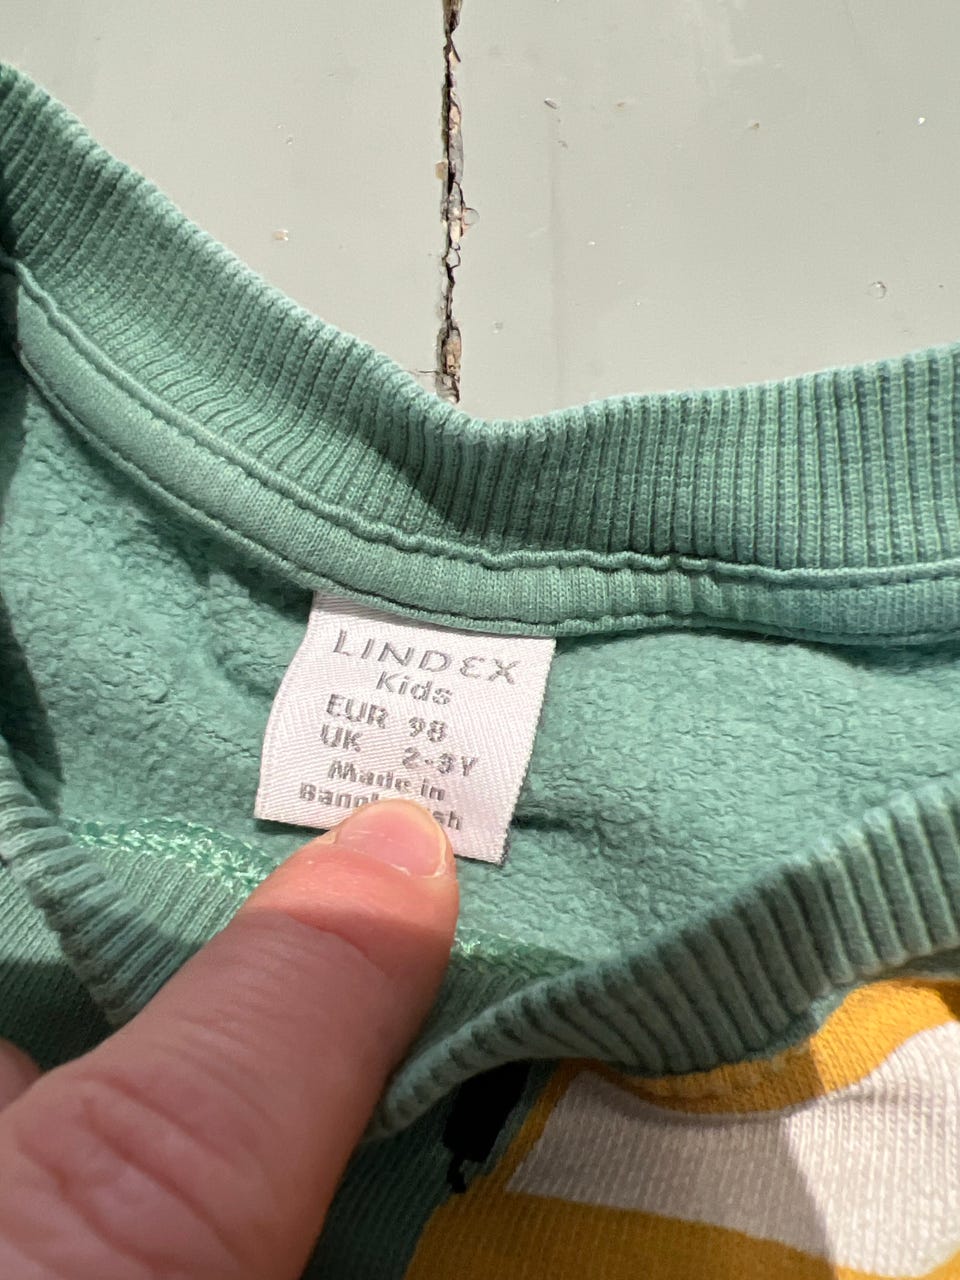 LINDEX
Kids
EUR 98
UK 2-3Y
Made in